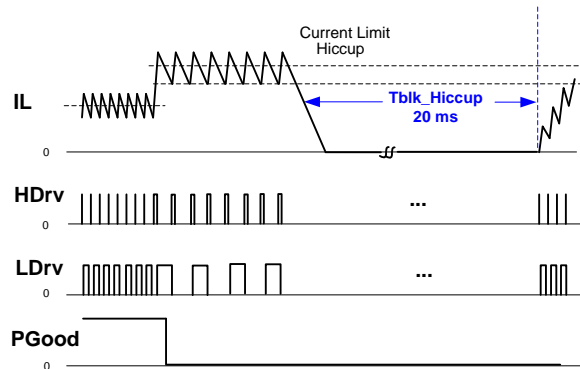 Current Limit
Hiccup
IL
Tblk_Hiccup
20 ms
0
HDrv
...
0
LDrv
...
0
PGood
0